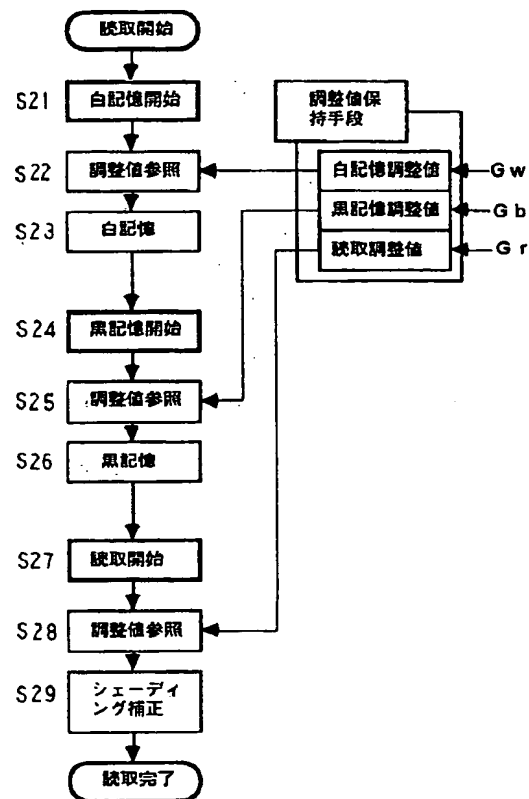 読取開始
S21
白記憶開始
S22
調整値参照
S23
白記憶
S24
黒記憶開始
S25
調整値参照
S26
黒記憶
S27
読取開始
S28
調整値参照
S29
シェーディ
ング補正
読取完了
調整値保
持手段
白記憶調整値
Gw
黒記憶調整値
Gb
読取調整値
Gr